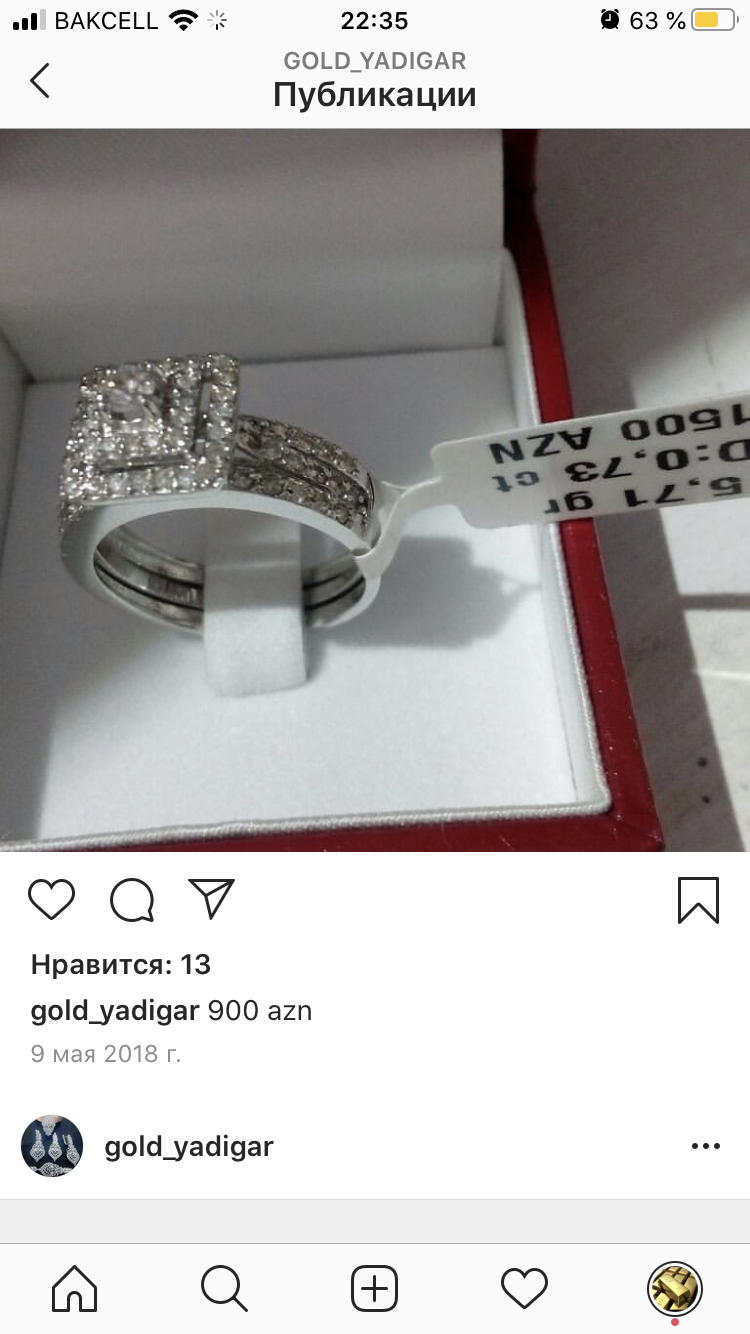 BAKCELL 22:35 63 %
GOLD_YADIGAR
Публикации
5,71 gr
D:0,73 ct
1500 AZN
Нравится: 13
gold_yadigar 900 azn
9 мая 2018 г.
gold_yadigar